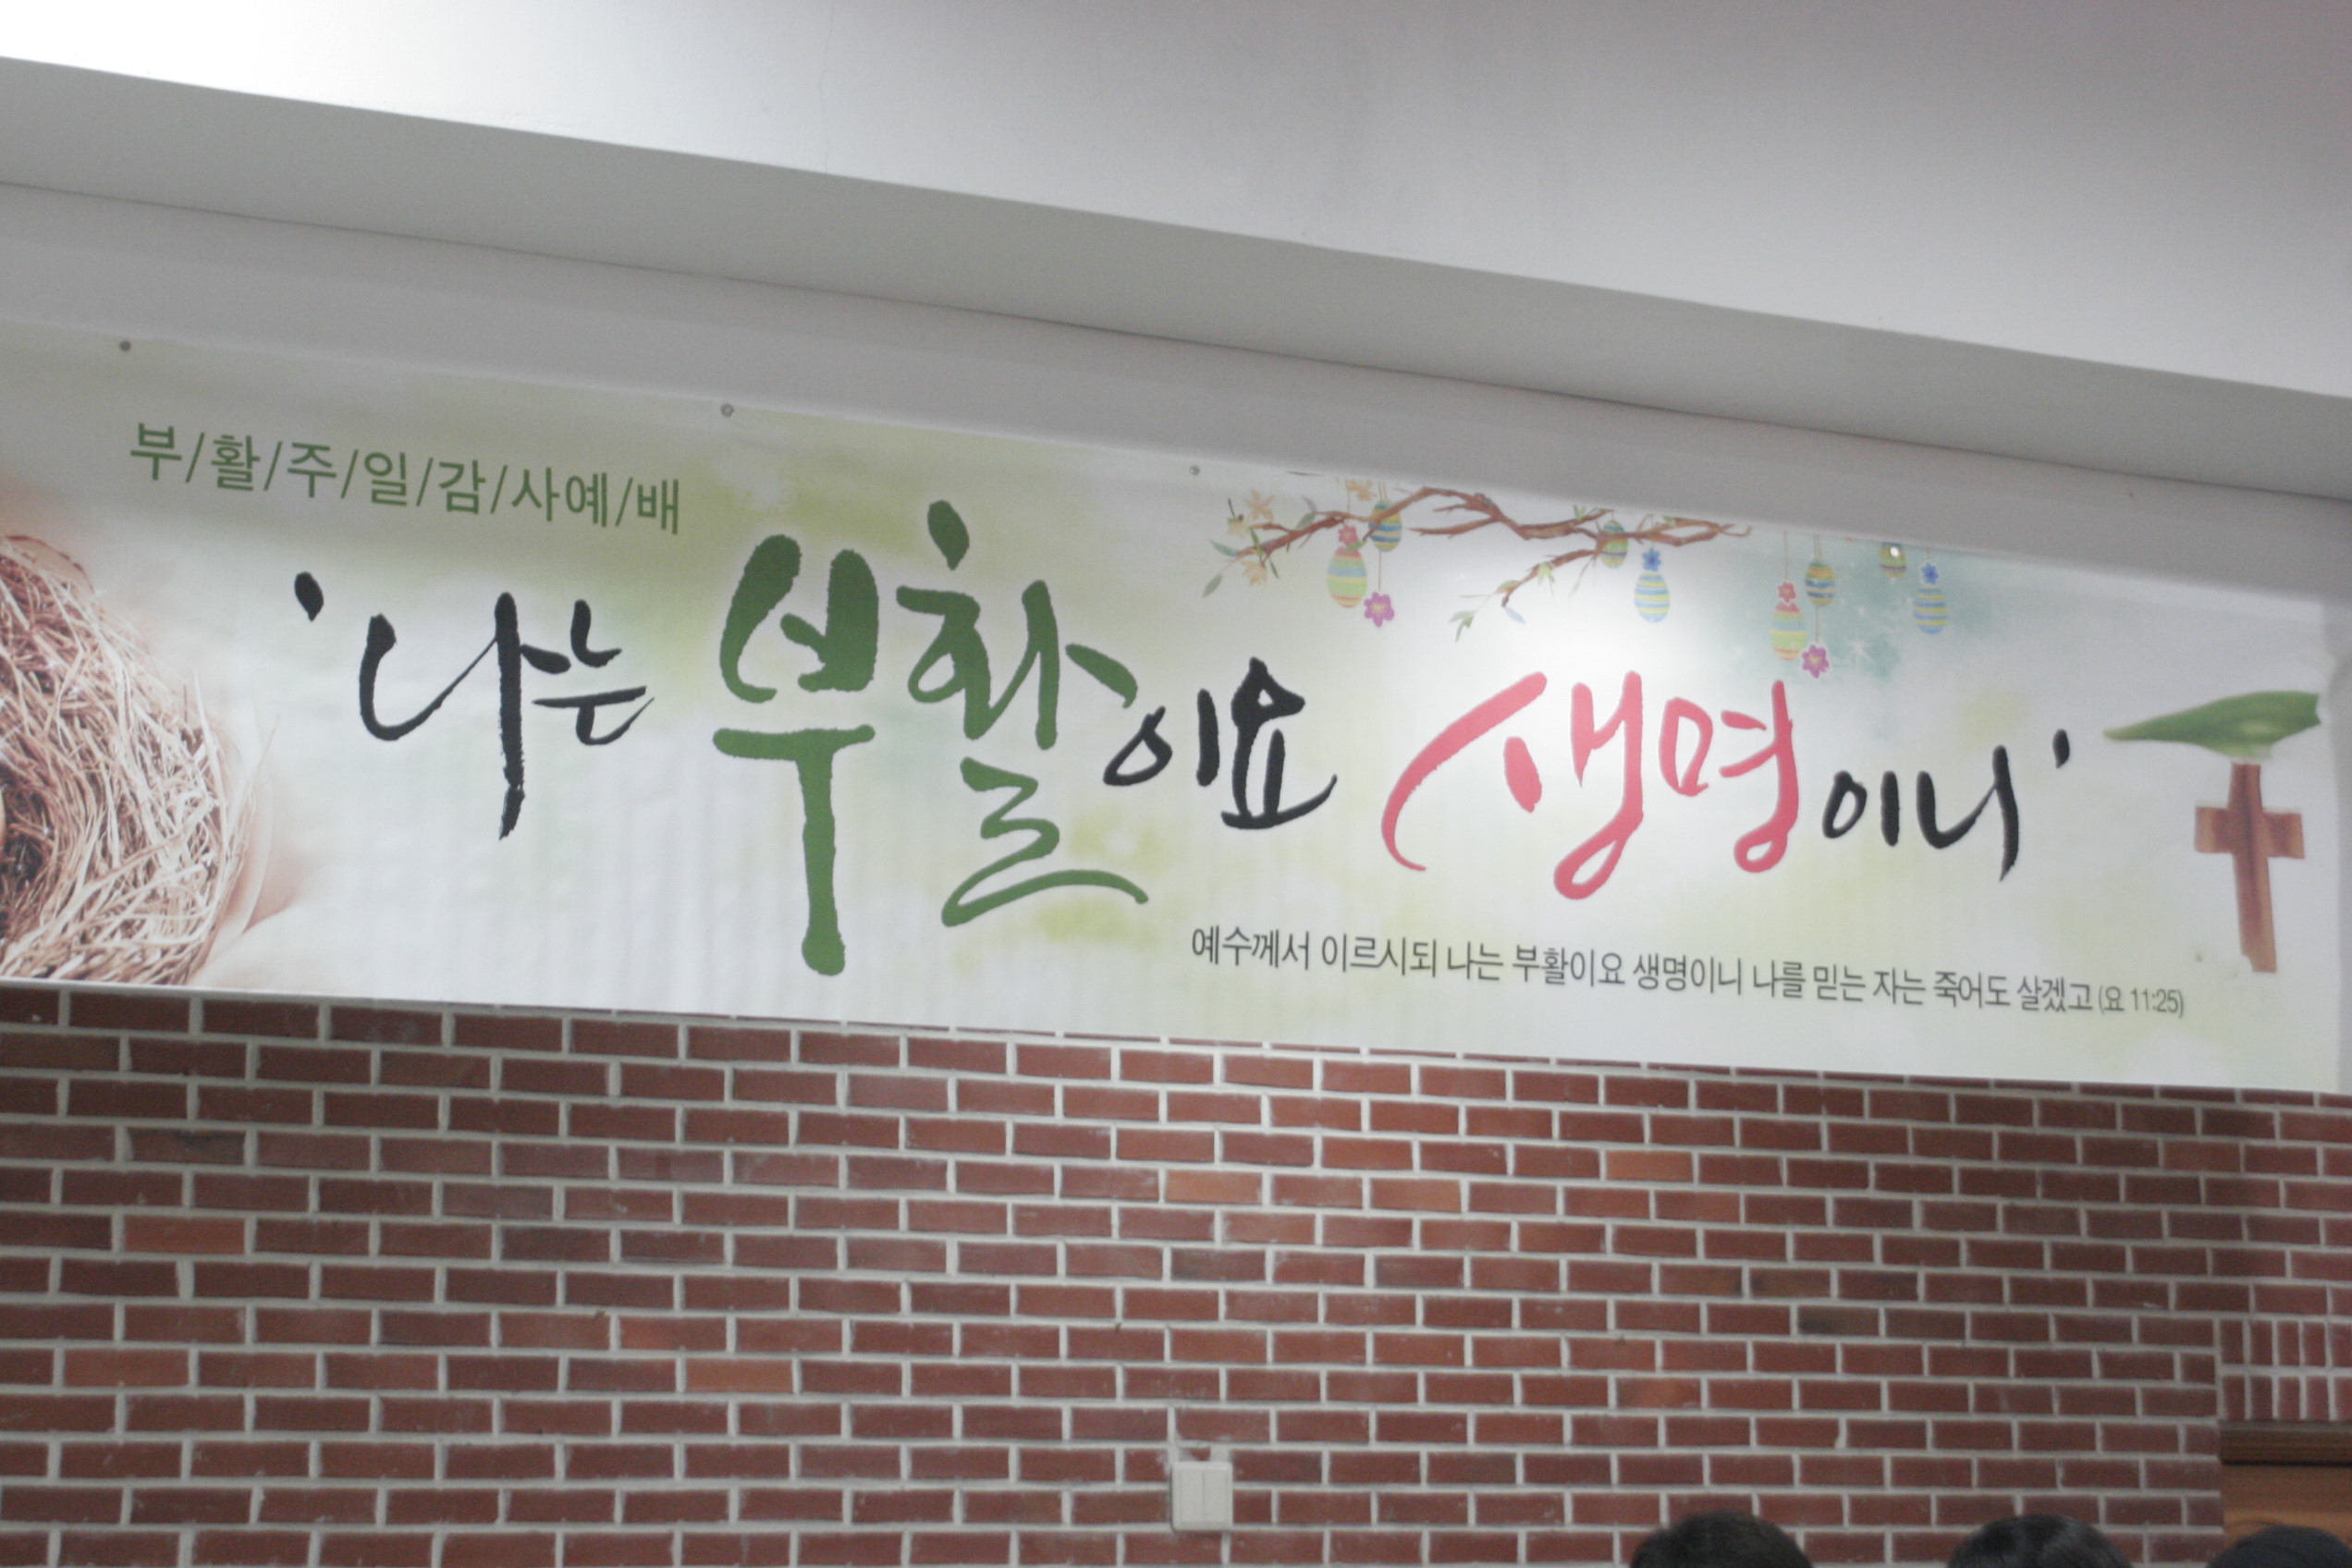 부/활/주/일/감/사예/배
'나는 부활이요 생명이니'
예수께서 이르시되 나는 부활이요 생명이니 나를 믿는 자는 죽어도 살겠고 (요 11:25)